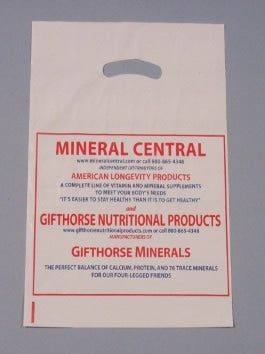 MINERAL CENTRAL
www.mineralcentral.com or call 980-865-4348
INDEPENDENT DISTRIBUTORS OF
AMERICAN LONGEVITY PRODUCTS
A COMPLETE LINE OF VITAMIN AND MINERAL SUPPLEMENTS
TO MEET YOUR BODY'S NEEDS
"IT'S EASIER TO STAY HEALTHY THAN IT IS TO GET HEALTHY"
and
GIFTHORSE NUTRITIONAL PRODUCTS
www.gifthorsenutritionalproducts.com or call 980-865-4348
MANUFACTURERS OF
GIFTHORSE MINERALS
THE PERFECT BALANCE OF CALCIUM, PROTEIN, AND 76 TRACE MINERALS
FOR OUR FOUR-LEGGED FRIENDS